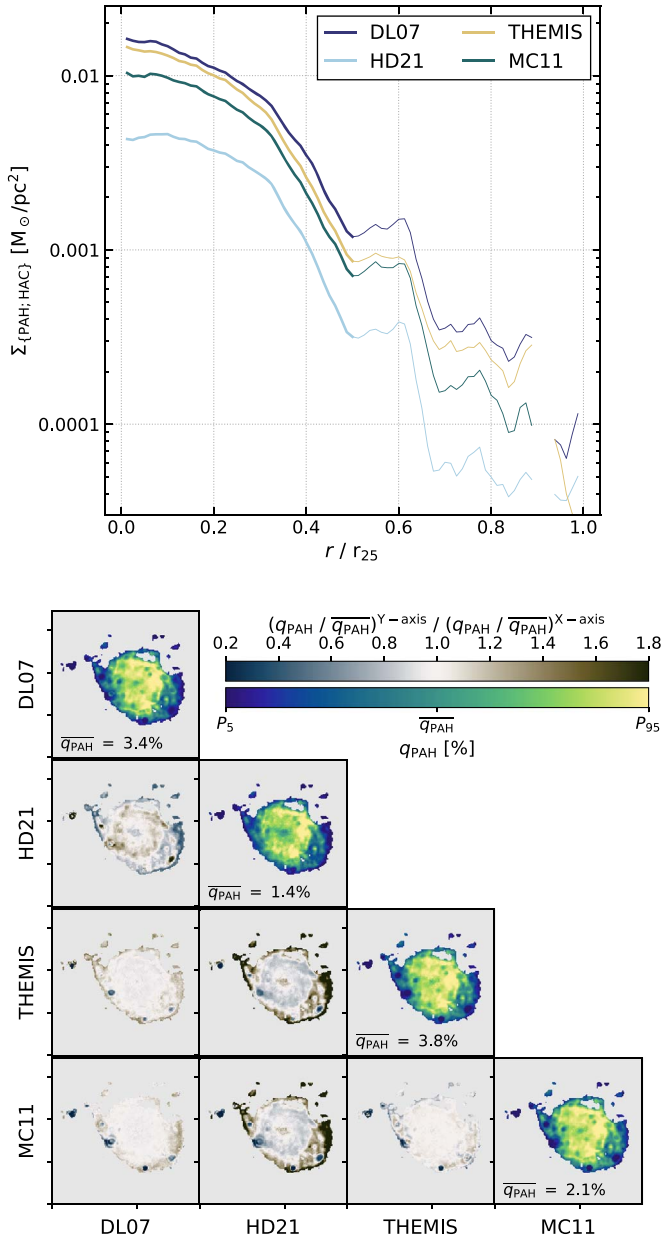 DL07
THEMIS
HD21
MC11
0.01
0.001
0.0001
Σ{PAH; HAC} [M⊙/pc²]
0.0 0.2 0.4 0.6 0.8 1.0
r / r₂₅
(qPAH / q̅PAH)^Y−axis / (qPAH / q̅PAH)^X−axis
0.2 0.4 0.6 0.8 1.0 1.2 1.4 1.6 1.8
P₅ q̅PAH P₉₅
qPAH [%]
DL07
q̅PAH = 3.4%
HD21
q̅PAH = 1.4%
THEMIS
q̅PAH = 3.8%
MC11
q̅PAH = 2.1%
DL07 HD21 THEMIS MC11